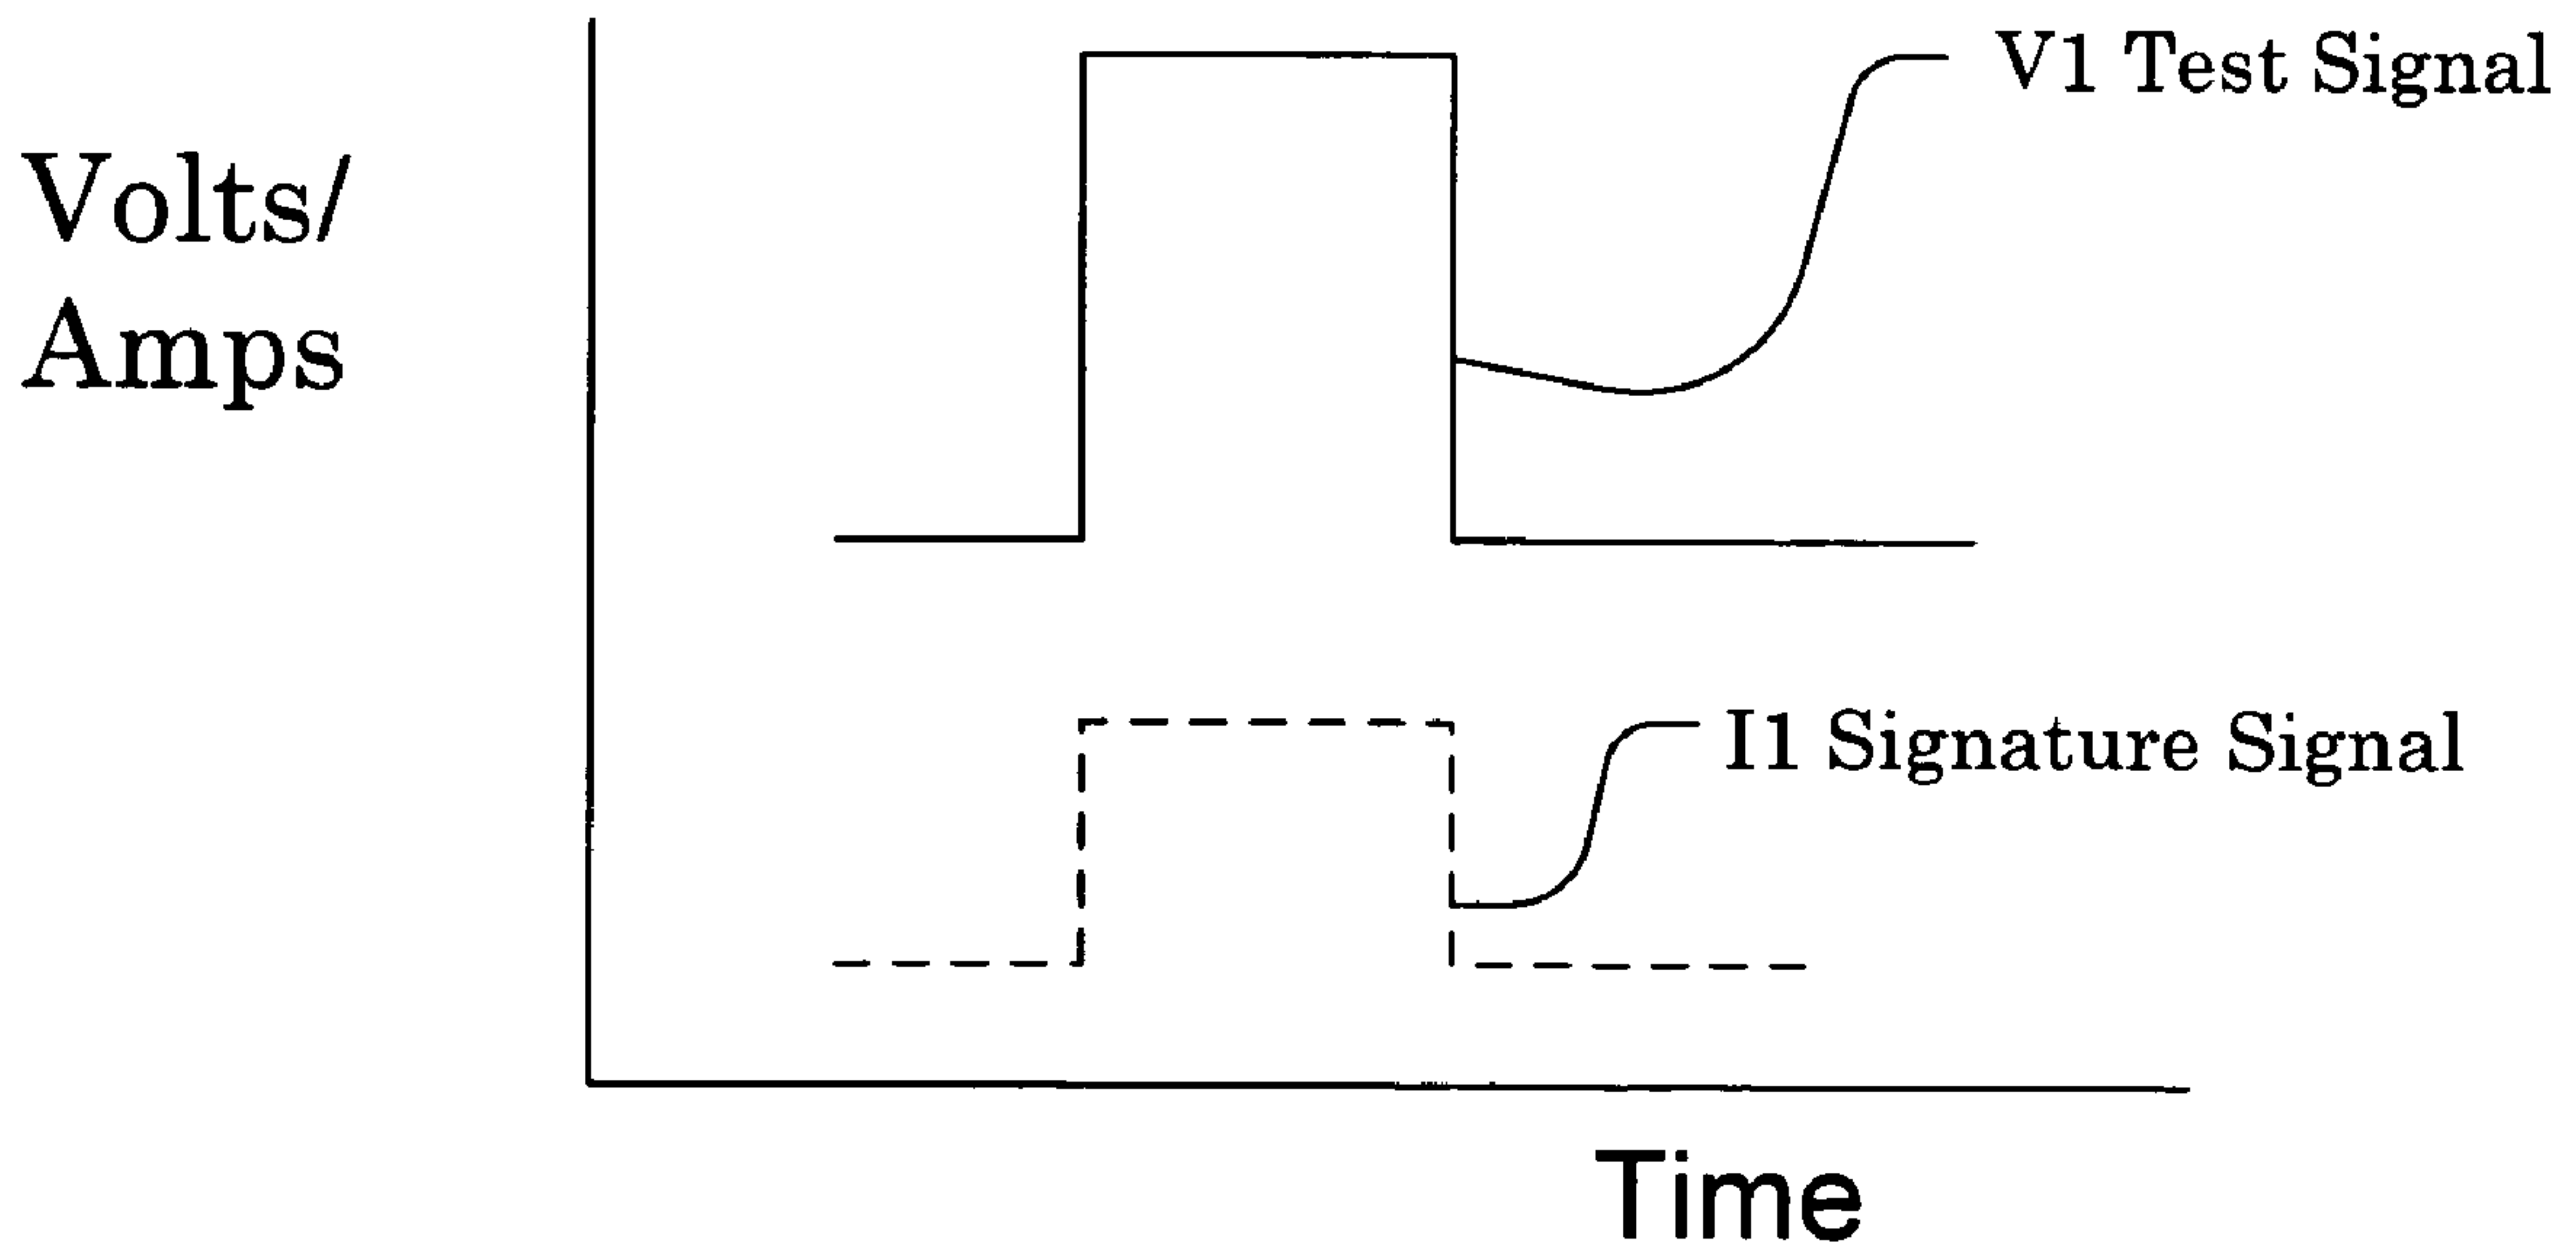 V1 Test Signal
Volts/
Amps
I1 Signature Signal
Time